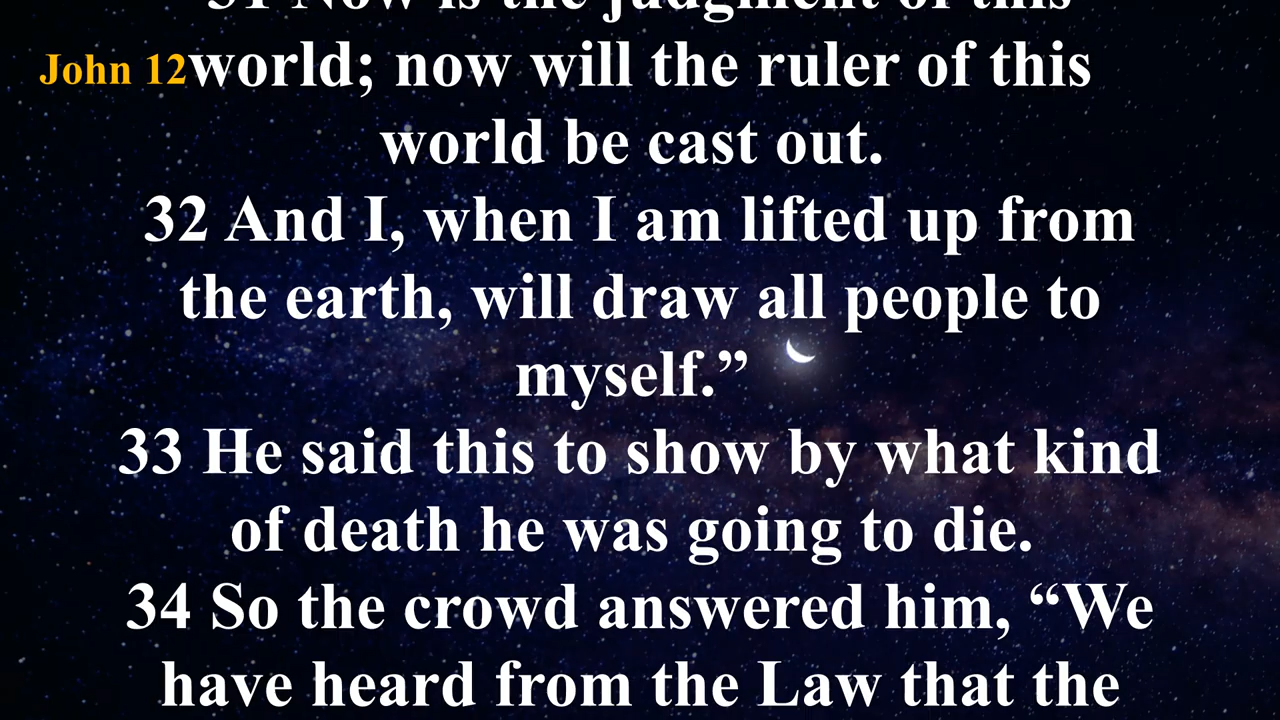 31 Now is the judgment of this
John 12
world; now will the ruler of this
world be cast out.
32 And I, when I am lifted up from
the earth, will draw all people to
myself.”
33 He said this to show by what kind
of death he was going to die.
34 So the crowd answered him, “We
have heard from the Law that the